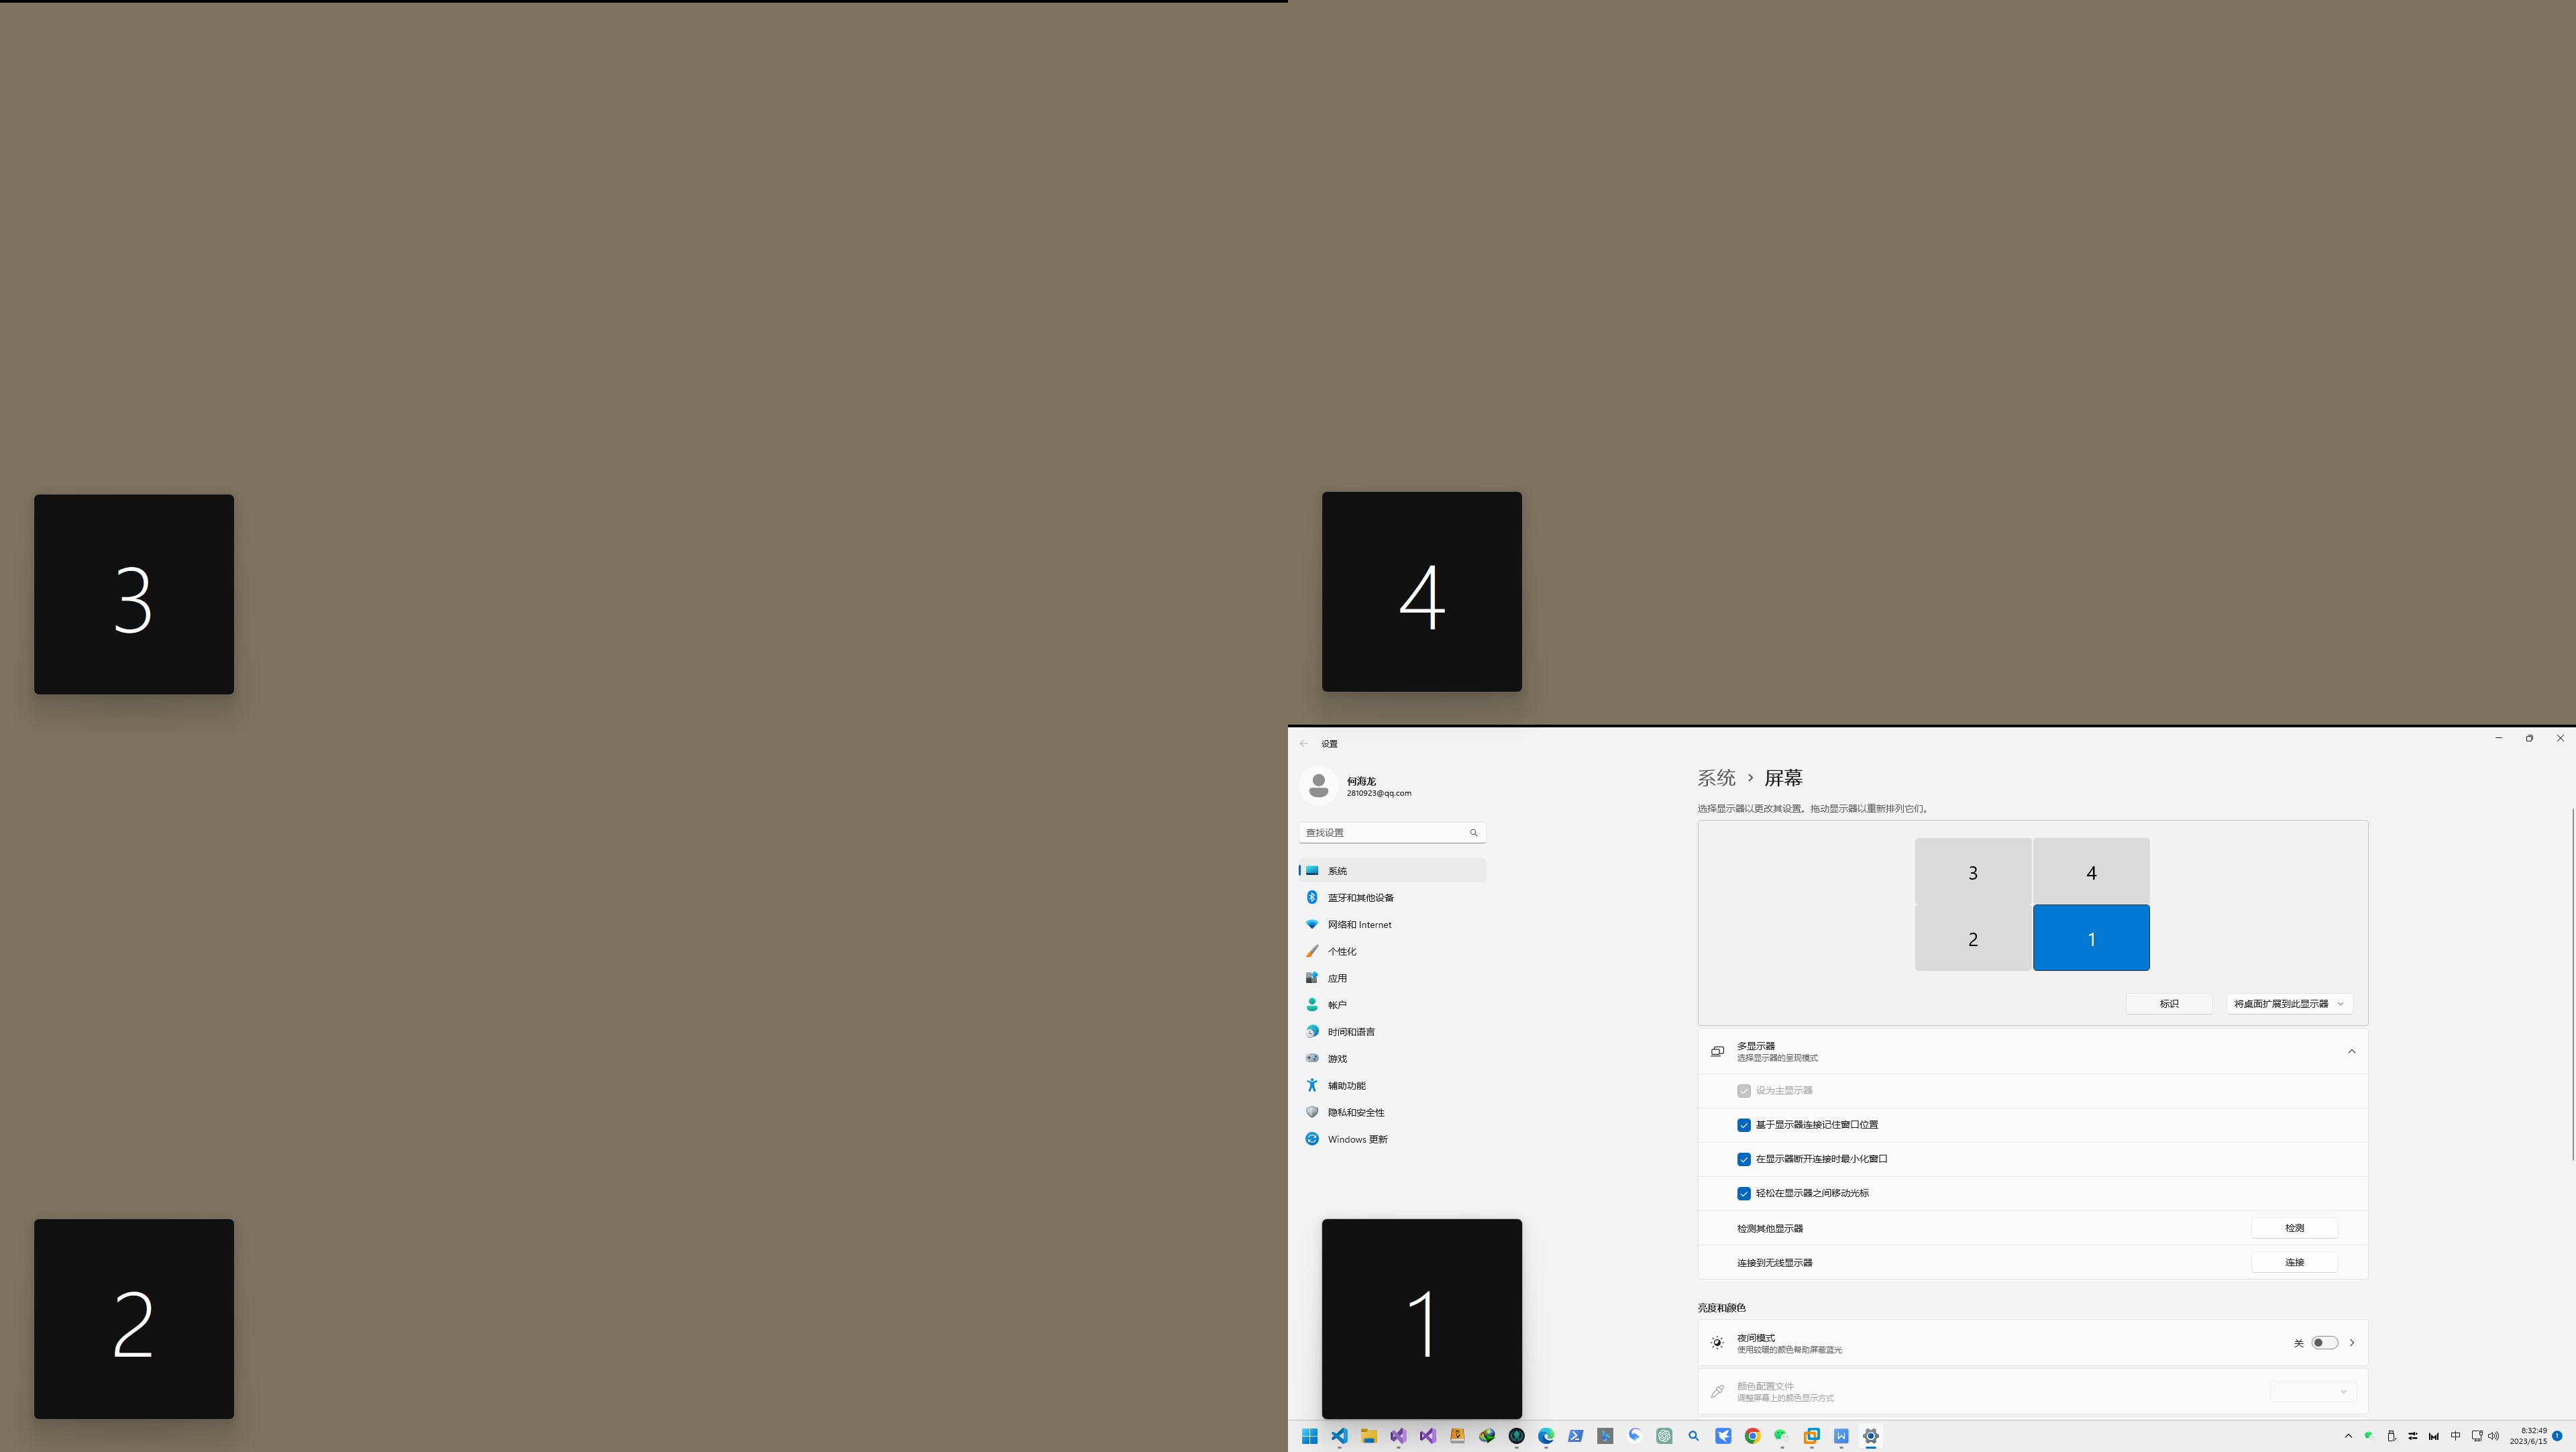 3
4
设置
何海龙
2810923@qq.com
查找设置
系统
蓝牙和其他设备
网络和 Internet
个性化
应用
帐户
时间和语言
游戏
辅助功能
隐私和安全性
Windows 更新
系统 › 屏幕
选择显示器以更改其设置。拖动显示器以重新排列它们。
3
4
2
1
标识
将桌面扩展到此显示器
多显示器
选择显示器的呈现模式
设为主显示器
基于显示器连接记住窗口位置
在显示器断开连接时最小化窗口
轻松在显示器之间移动光标
检测其他显示器
检测
连接到无线显示器
连接
亮度和颜色
夜间模式
使用较暖的颜色帮助屏蔽蓝光
关
颜色配置文件
调整屏幕上的颜色显示方式
2
1
中
8:32:49
2023/6/15
1